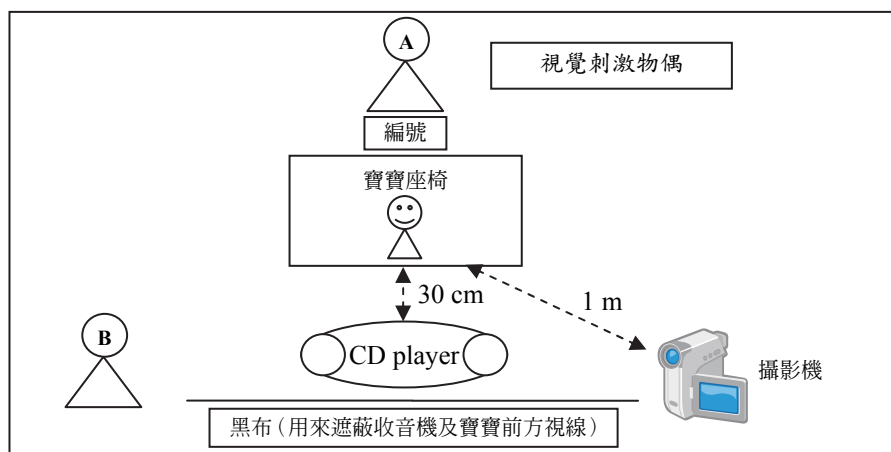 A
視覺刺激物偶
編號
寶寶座椅
30 cm
1 m
B
CD player
攝影機
黑布（用來遮蔽收音機及寶寶前方視線）